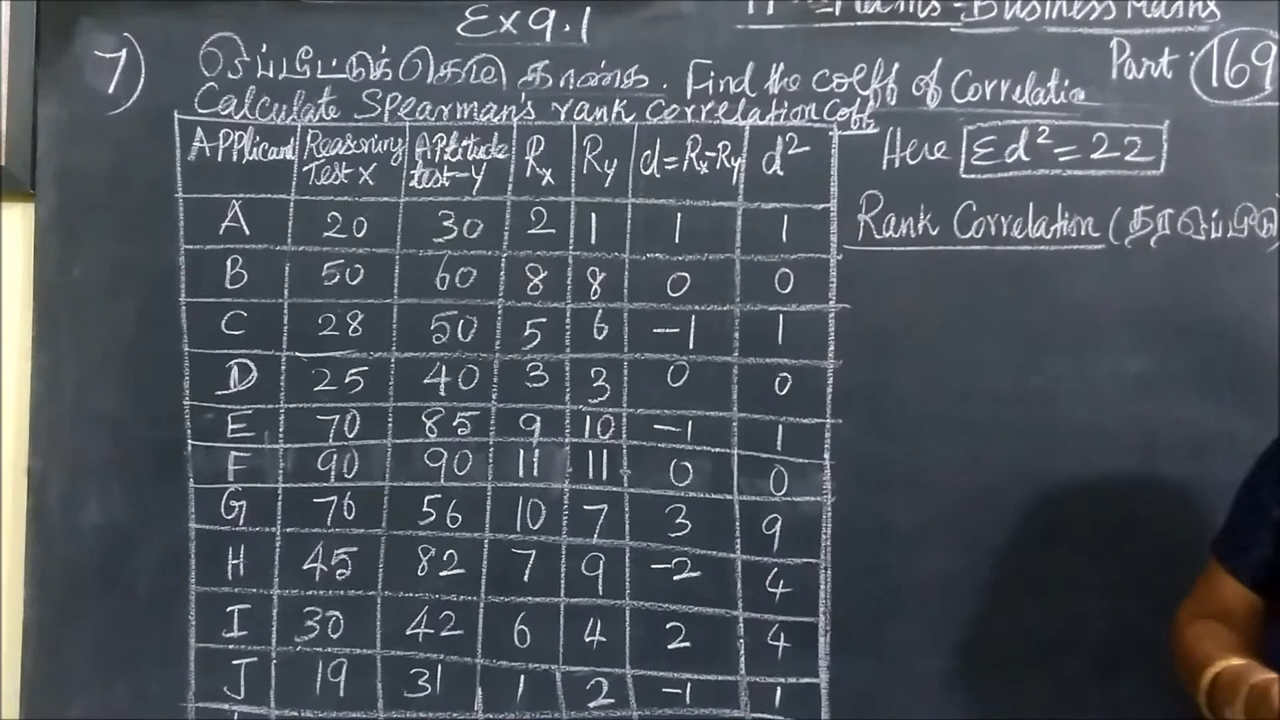 Ex 9.1
Maths - Business Maths
Part - 169
7) ஒப்பீட்டுக் கெழு காண்க. Find the coeff of Correlatio
Calculate Spearman's rank correlation Coff
Here Σd²=22
Rank Correlation (
Applicant Reasoning Test X Aptitude test-Y Rx Ry d=Rx-Ry d²
A 20 30 2 1 1 1
B 50 60 8 8 0 0
C 28 50 5 6 -1 1
D 25 40 3 3 0 0
E 70 85 9 10 -1 1
F 90 90 11 11 0 0
G 76 56 10 7 3 9
H 45 82 7 9 -2 4
I 30 42 6 4 2 4
J 19 31 1 2 -1 1